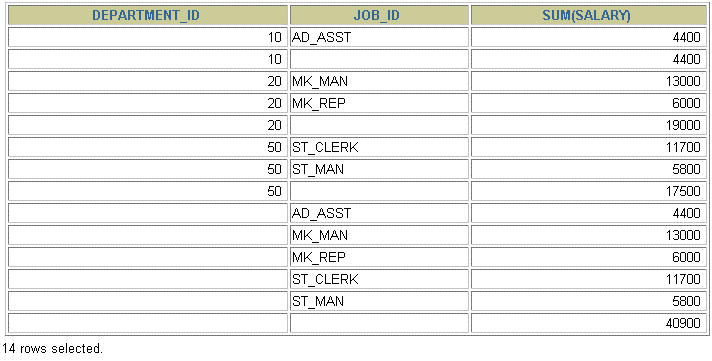 DEPARTMENT_ID JOB_ID SUM(SALARY)
10 AD_ASST 4400
10 4400
20 MK_MAN 13000
20 MK_REP 6000
20 19000
50 ST_CLERK 11700
50 ST_MAN 5800
50 17500
AD_ASST 4400
MK_MAN 13000
MK_REP 6000
ST_CLERK 11700
ST_MAN 5800
40900
14 rows selected.